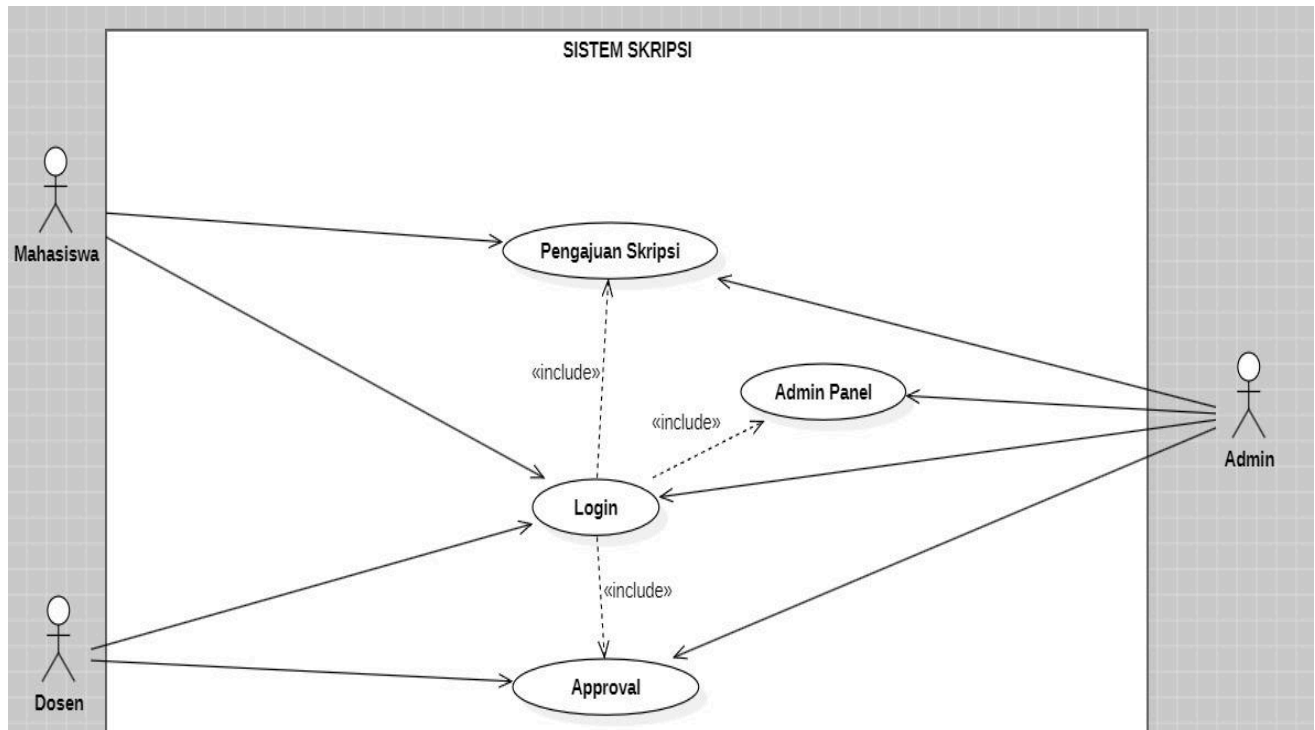 SISTEM SKRIPSI
Mahasiswa
Pengajuan Skripsi
«include»
Admin Panel
«include»
Admin
Login
«include»
Dosen
Approval